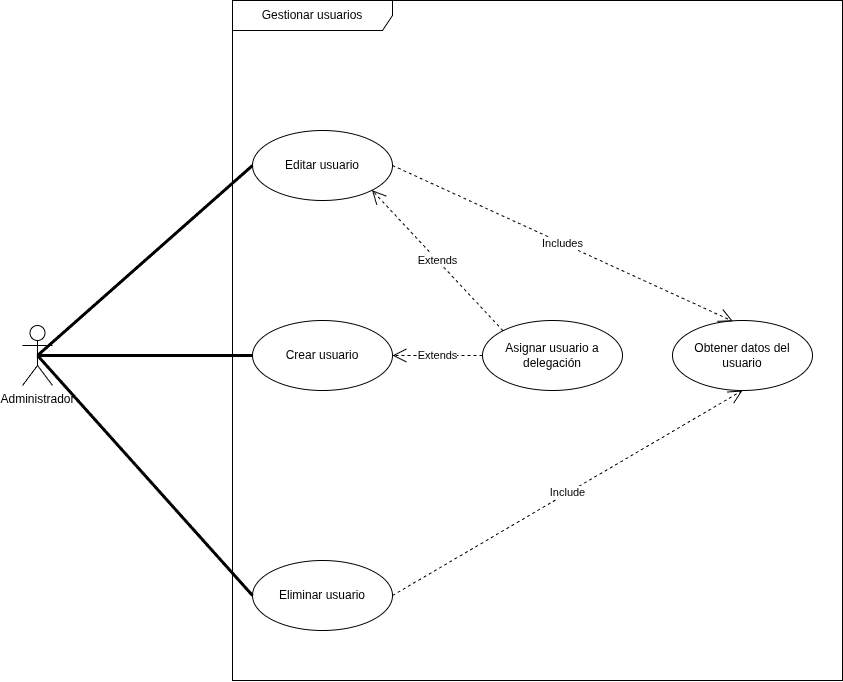 Gestionar usuarios
Editar usuario
Includes
Extends
Crear usuario
Extends
Asignar usuario a
delegación
Obtener datos del
usuario
Administrador
Include
Eliminar usuario